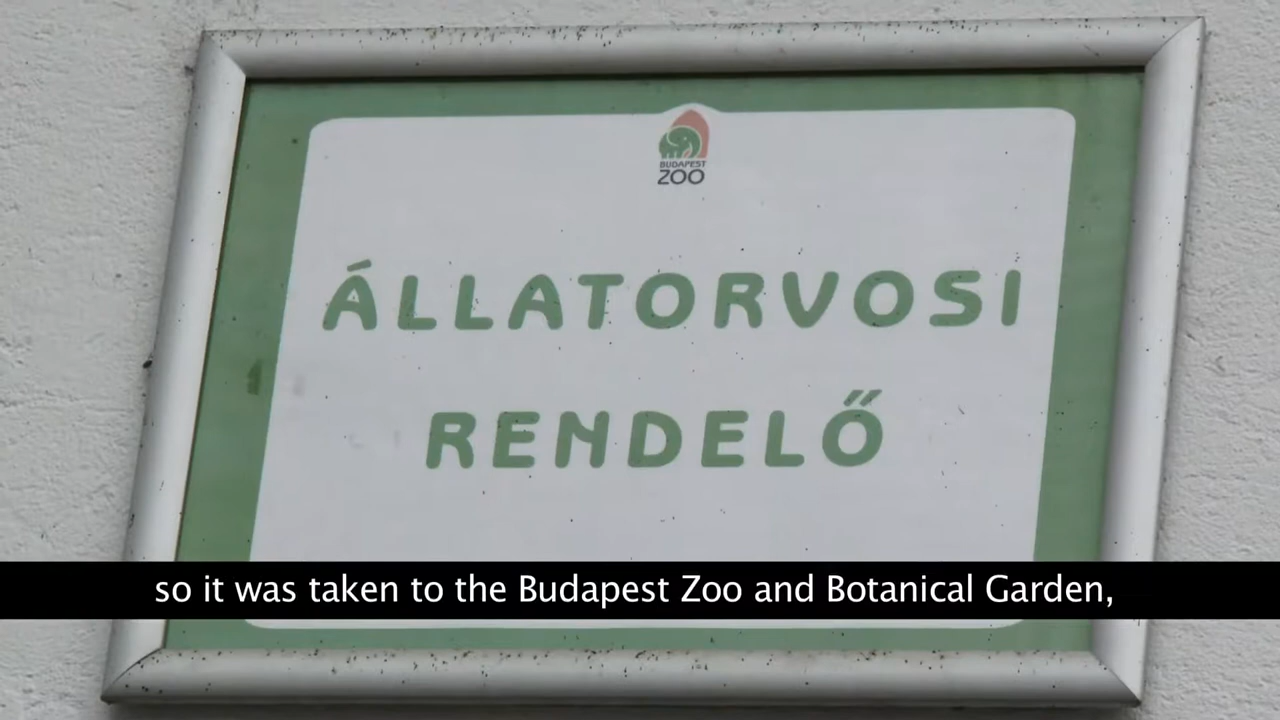 BUDAPEST
ZOO
ÁLLATORVOSI
RENDELŐ
so it was taken to the Budapest Zoo and Botanical Garden,